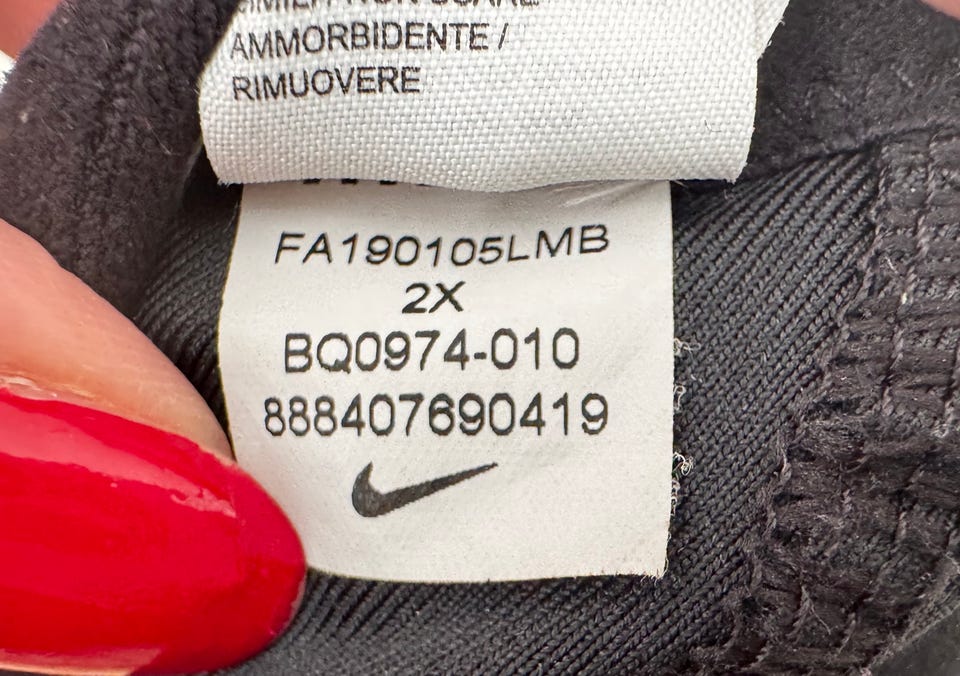 AMMORBIDENTE /
RIMUOVERE
FA190105LMB
2X
BQ0974-010
888407690419